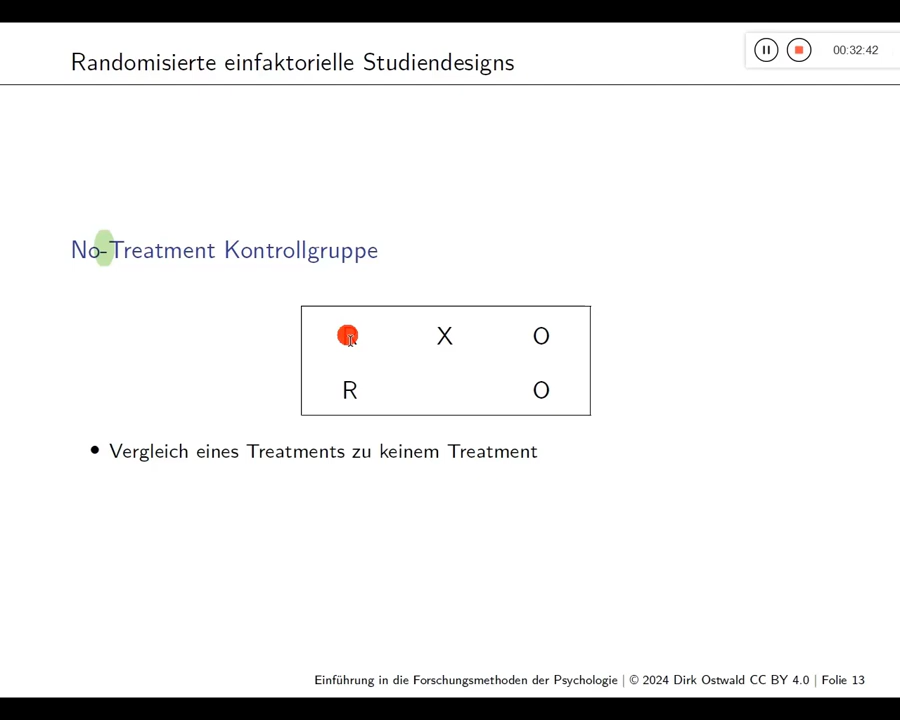 Randomisierte einfaktorielle Studiendesigns
00:32:42
No-Treatment Kontrollgruppe
X O
R O
• Vergleich eines Treatments zu keinem Treatment
Einführung in die Forschungsmethoden der Psychologie | © 2024 Dirk Ostwald CC BY 4.0 | Folie 13